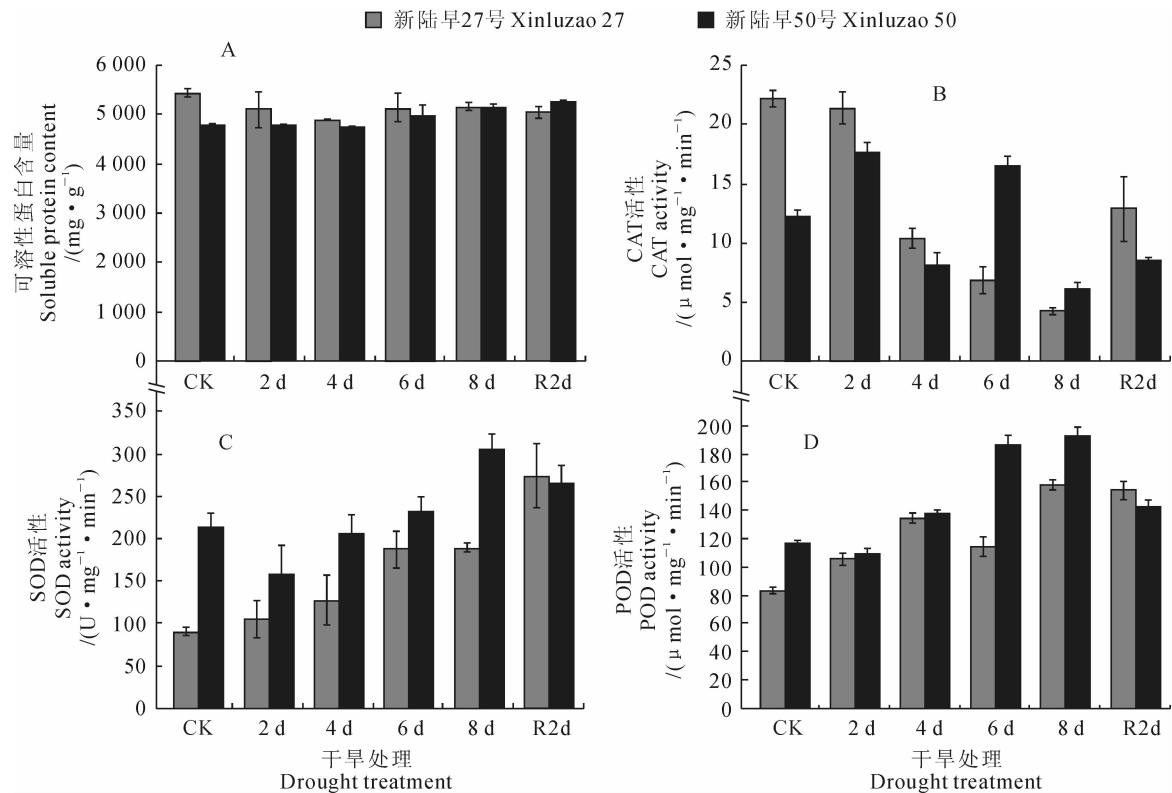 新陆早27号 Xinluzao 27 新陆早50号 Xinluzao 50
A
6 000
5 000
4 000
3 000
2 000
1 000
0
可溶性蛋白含量
Soluble protein content
/(mg·g⁻¹)
CK 2 d 4 d 6 d 8 d R2d
B
25
20
15
10
5
0
CAT活性
CAT activity
/(μ mol·mg⁻¹·min⁻¹)
CK 2 d 4 d 6 d 8 d R2d
C
350
300
250
200
150
100
50
0
SOD活性
SOD activity
/(U·mg⁻¹·min⁻¹)
CK 2 d 4 d 6 d 8 d R2d
干旱处理
Drought treatment
D
200
180
160
140
120
100
80
60
40
20
0
POD活性
POD activity
/(μ mol·mg⁻¹·min⁻¹)
CK 2 d 4 d 6 d 8 d R2d
干旱处理
Drought treatment